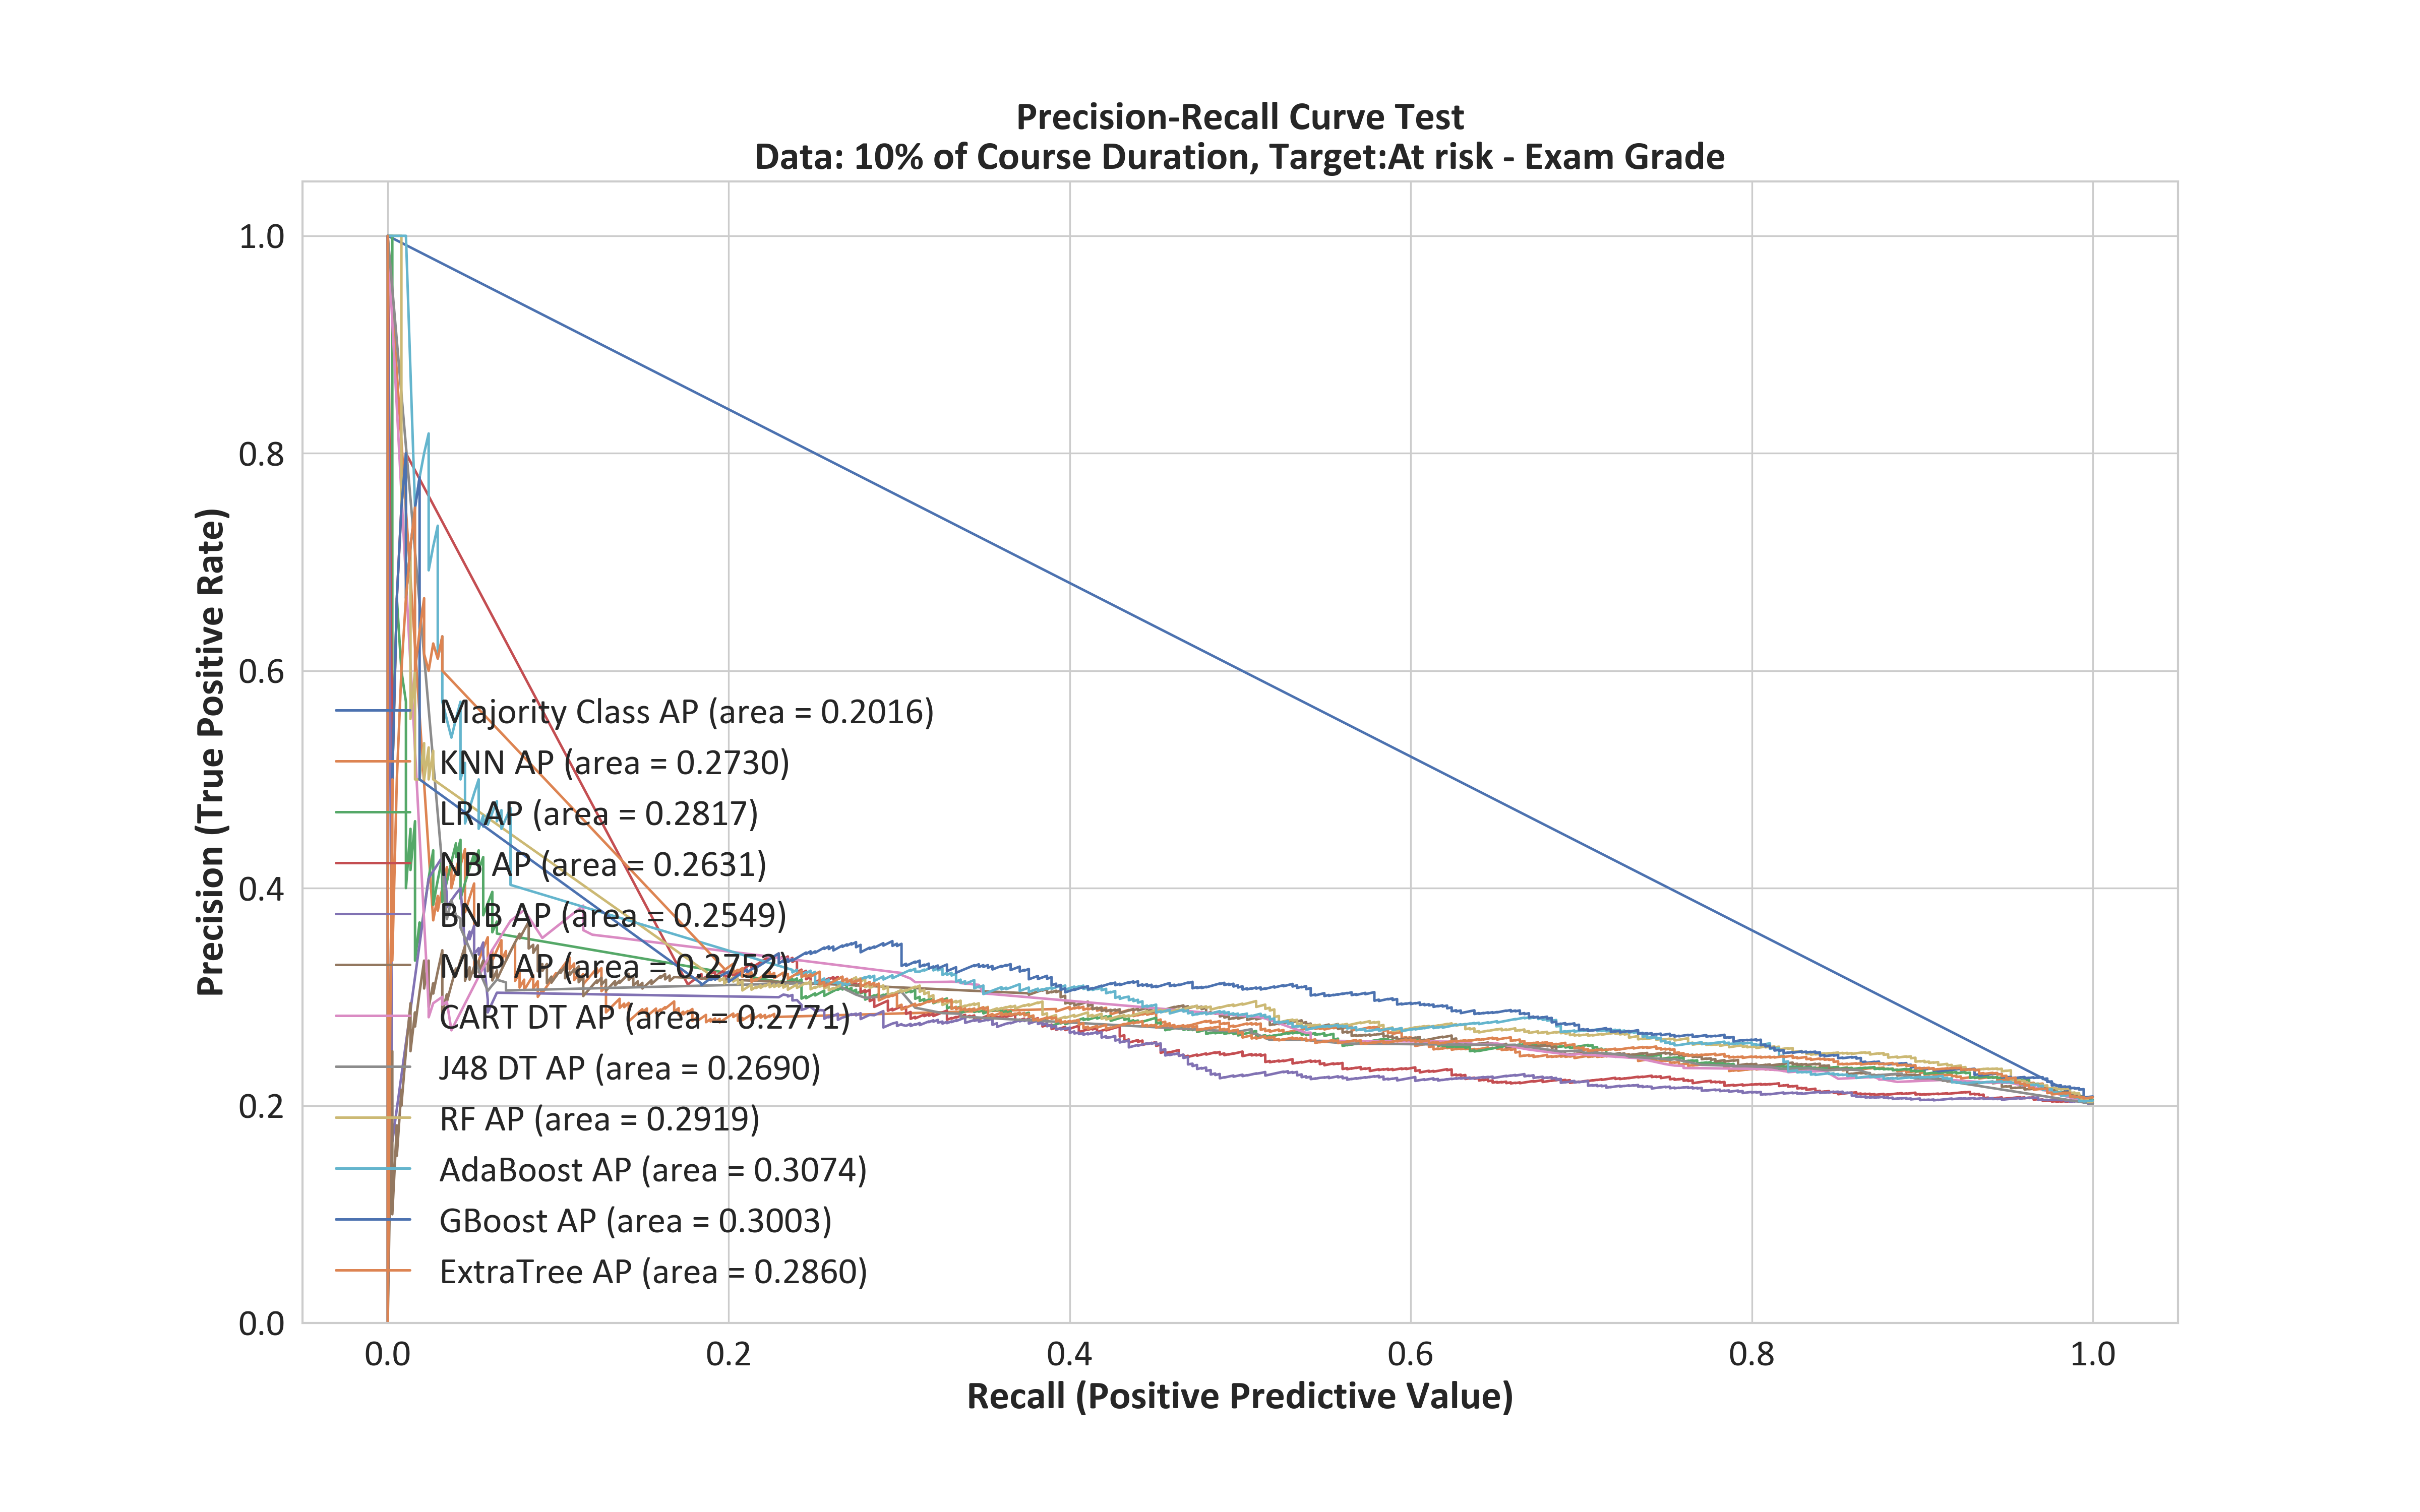 Precision-Recall Curve Test
Data: 10% of Course Duration, Target:At risk - Exam Grade
Precision (True Positive Rate)
1.0
0.8
0.6
0.4
0.2
0.0
Majority Class AP (area = 0.2016)
KNN AP (area = 0.2730)
LR AP (area = 0.2817)
NB AP (area = 0.2631)
BNB AP (area = 0.2549)
MLP AP (area = 0.2752)
CART DT AP (area = 0.2771)
J48 DT AP (area = 0.2690)
RF AP (area = 0.2919)
AdaBoost AP (area = 0.3074)
GBoost AP (area = 0.3003)
ExtraTree AP (area = 0.2860)
0.0 0.2 0.4 0.6 0.8 1.0
Recall (Positive Predictive Value)